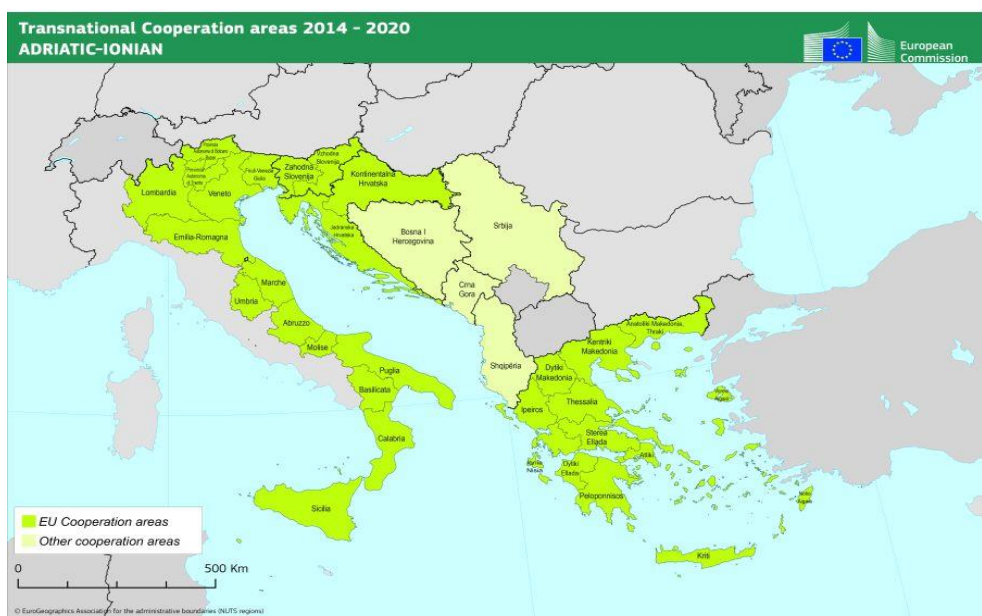 Transnational Cooperation areas 2014 - 2020
ADRIATIC-IONIAN
European
Commission
Lombardia
Veneto
Friuli-Venezia
Giulia
Zahodna
Slovenija
Vzhodna
Slovenija
Kontinentalna
Hrvatska
Emilia-Romagna
Jadranska
Hrvatska
Bosna I
Hercegovina
Srbija
Marche
Umbria
Crna
Gora
Abruzzo
Molise
Anatoliki Makedonia,
Thraki
Kentriki
Makedonia
Puglia
Shqipëria
Dytiki
Makedonia
Basilicata
Thessalia
Ipeiros
Calabria
Sterea
Ellada
Attiki
Dytiki
Ellada
Peloponnisos
Sicilia
Kriti
EU Cooperation areas
Other cooperation areas
0 500 Km
© EuroGeographics Association for the administrative boundaries (NUTS regions)